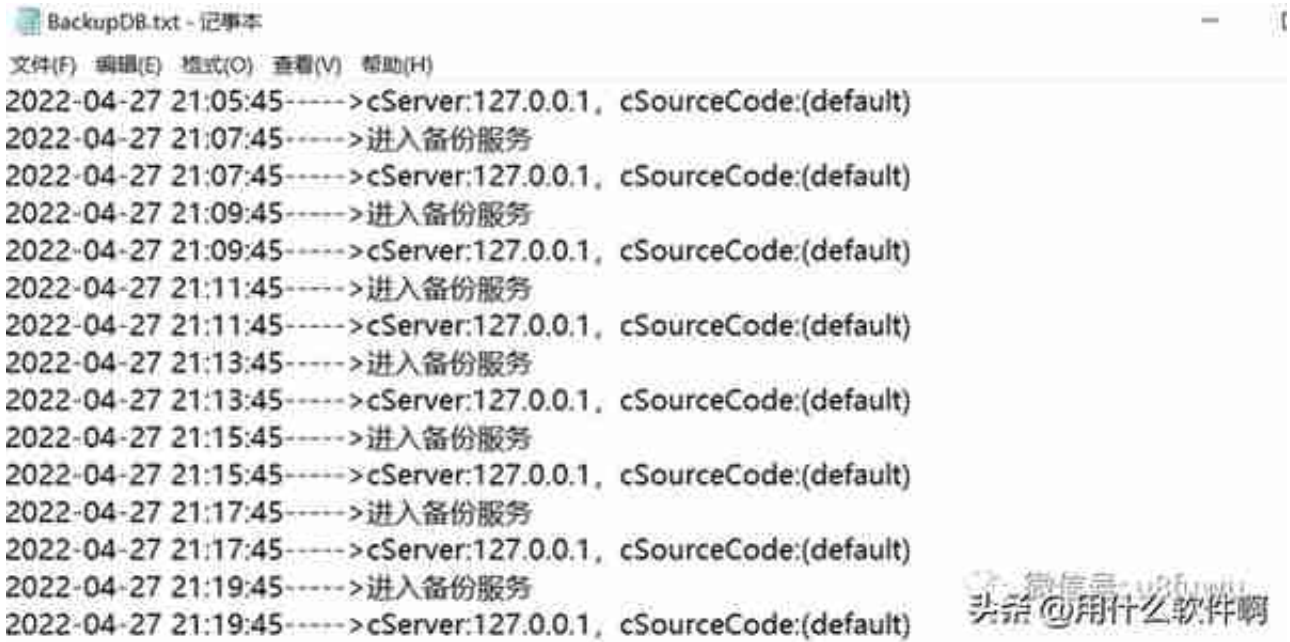 BackupDB.txt - 记事本
文件(F) 编辑(E) 格式(O) 查看(V) 帮助(H)
2022-04-27 21:05:45----->cServer:127.0.0.1，cSourceCode:(default)
2022-04-27 21:07:45----->进入备份服务
2022-04-27 21:07:45----->cServer:127.0.0.1，cSourceCode:(default)
2022-04-27 21:09:45----->进入备份服务
2022-04-27 21:09:45----->cServer:127.0.0.1，cSourceCode:(default)
2022-04-27 21:11:45----->进入备份服务
2022-04-27 21:11:45----->cServer:127.0.0.1，cSourceCode:(default)
2022-04-27 21:13:45----->进入备份服务
2022-04-27 21:13:45----->cServer:127.0.0.1，cSourceCode:(default)
2022-04-27 21:15:45----->进入备份服务
2022-04-27 21:15:45----->cServer:127.0.0.1，cSourceCode:(default)
2022-04-27 21:17:45----->进入备份服务
2022-04-27 21:17:45----->cServer:127.0.0.1，cSourceCode:(default)
2022-04-27 21:19:45----->进入备份服务
2022-04-27 21:19:45----->cServer:127.0.0.1，cSourceCode:(default)
微信号:
头条 @用什么软件啊